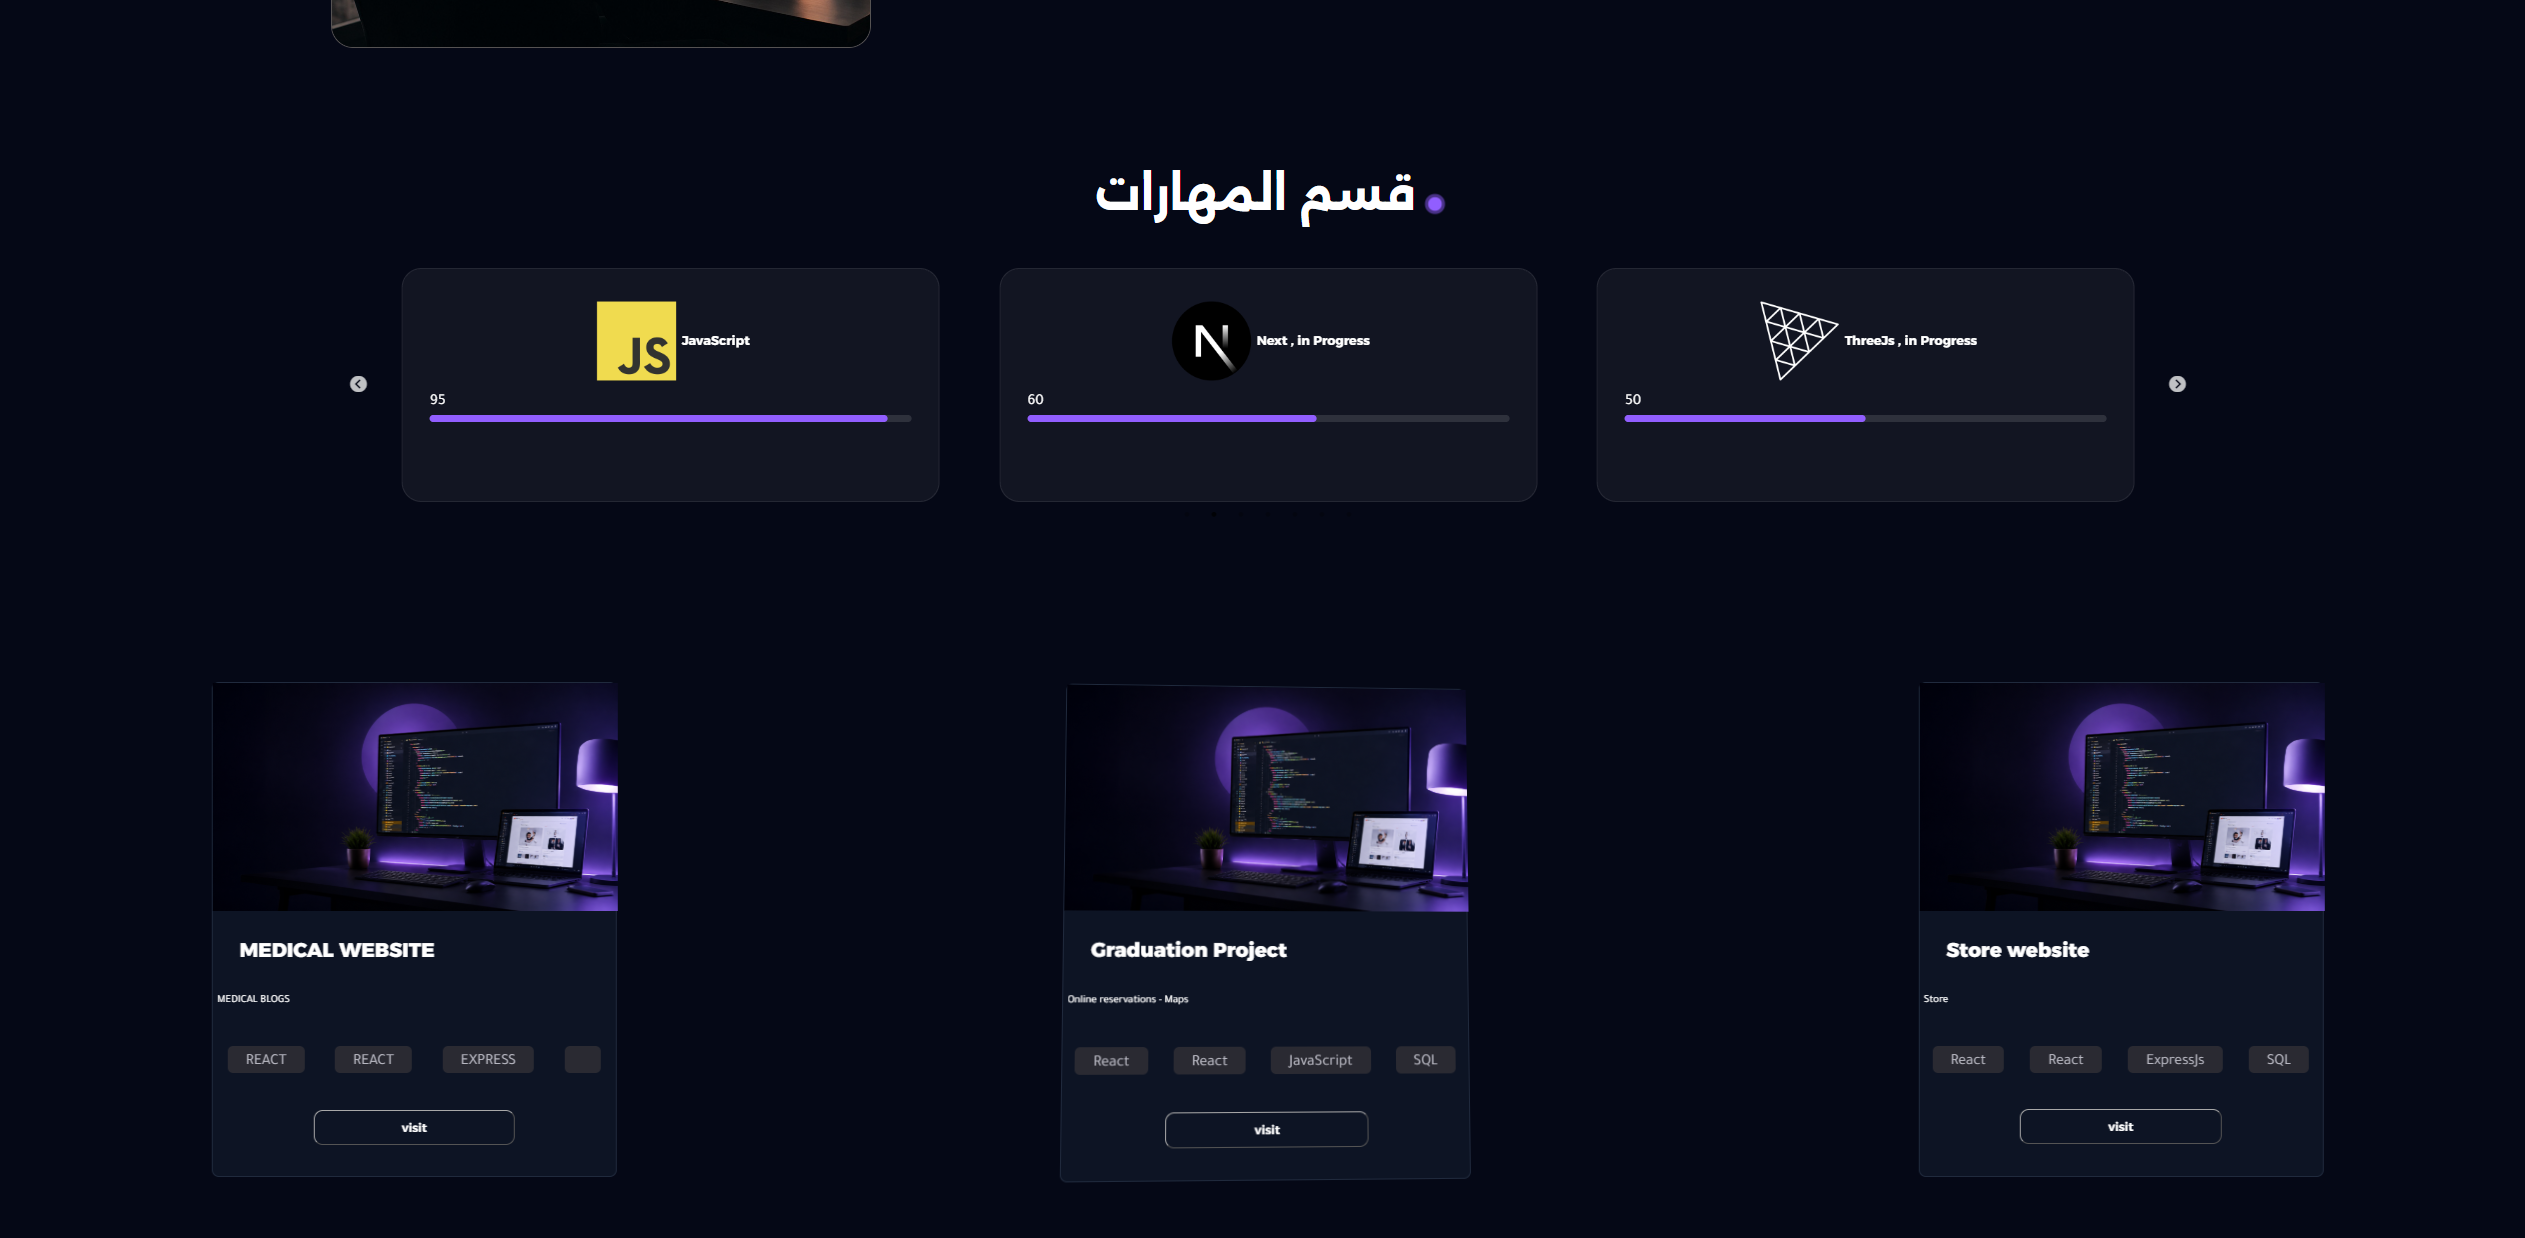 قسم المهارات
JS JavaScript
95
N Next , in Progress
60
ThreeJs , in Progress
50
MEDICAL WEBSITE
MEDICAL BLOGS
REACT REACT EXPRESS
visit
Graduation Project
Online reservations - Maps
React React JavaScript SQL
visit
Store website
Store
React React ExpressJs SQL
visit